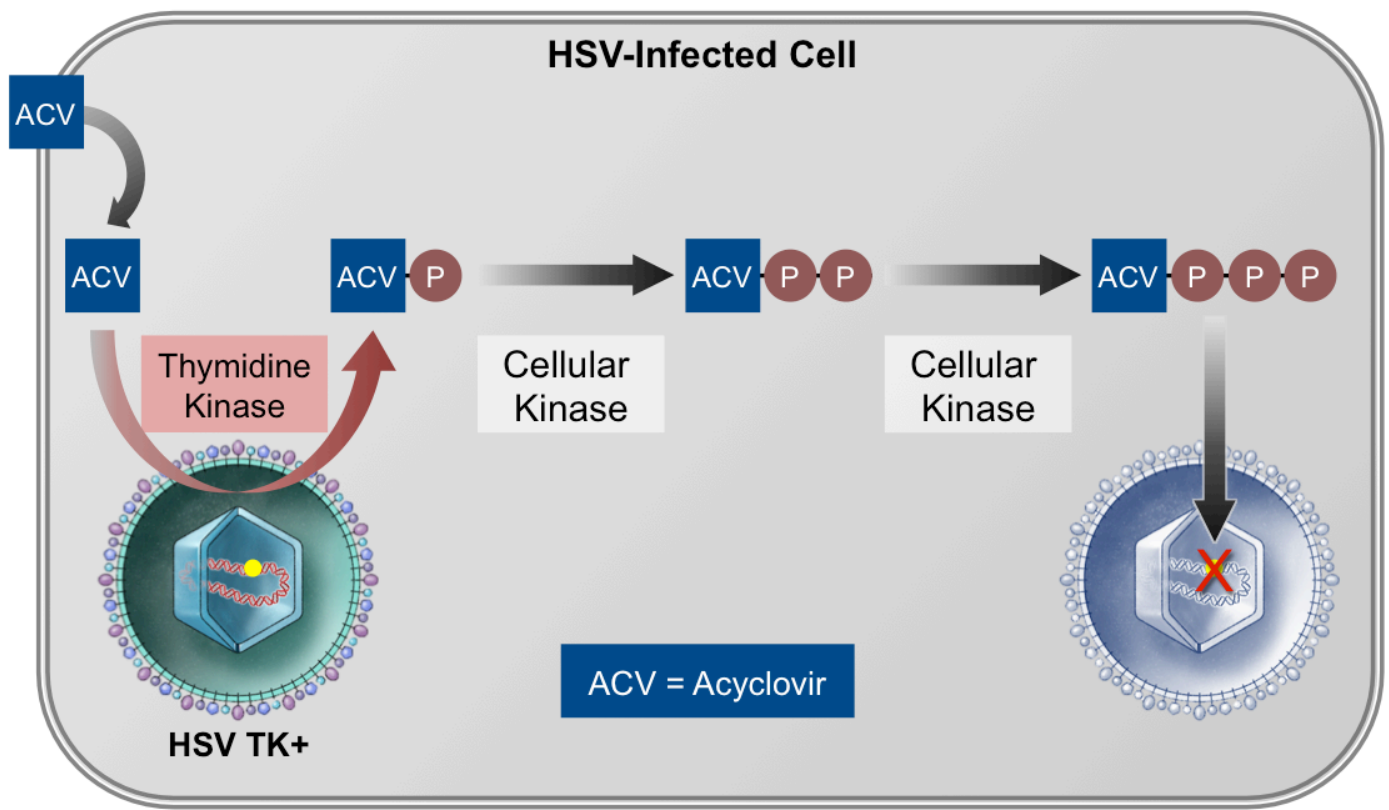 HSV-Infected Cell
ACV
ACV
ACV P
ACV P P
ACV P P P
Thymidine
Kinase
Cellular
Kinase
Cellular
Kinase
X
ACV = Acyclovir
HSV TK+